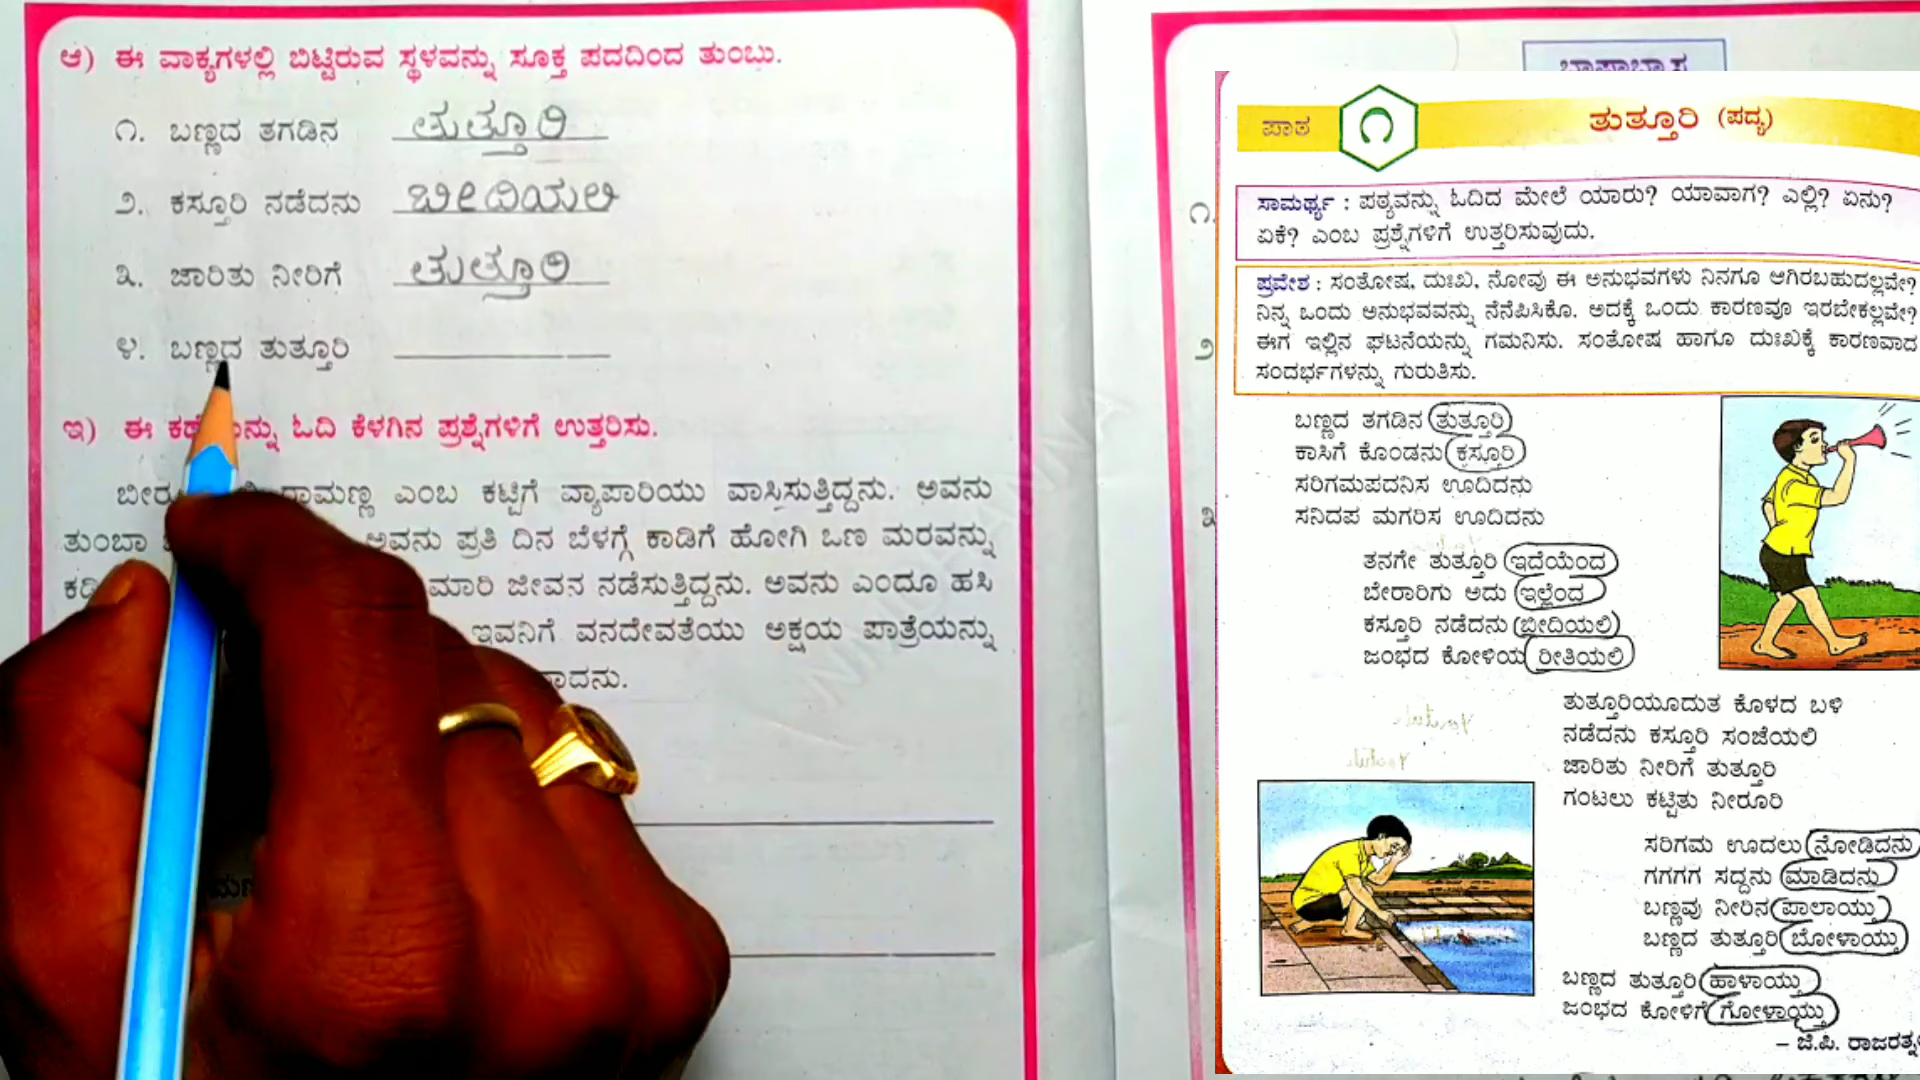 ಆ) ಈ ವಾಕ್ಯಗಳಲ್ಲಿ ಬಿಟ್ಟಿರುವ ಸ್ಥಳವನ್ನು ಸೂಕ್ತ ಪದದಿಂದ ತುಂಬು.
೧. ಬಣ್ಣದ ತಗಡಿನ ತುತ್ತೂರಿ
೨. ಕಸ್ತೂರಿ ನಡೆದನು ಬೀದಿಯಲಿ
೩. ಜಾರಿತು ನೀರಿಗೆ ತುತ್ತೂರಿ
೪. ಬಣ್ಣದ ತುತ್ತೂರಿ
ಇ) ಈ ಓದಿ ಕೆಳಗಿನ ಪ್ರಶ್ನೆಗಳಿಗೆ ಉತ್ತರಿಸು.
ರಾಮಣ್ಣ ಎಂಬ ಕಟ್ಟಿಗೆ ವ್ಯಾಪಾರಿಯು ವಾಸಿಸುತ್ತಿದ್ದನು. ಅವನು
ತುಂಬಾ ಅವನು ಪ್ರತಿ ದಿನ ಬೆಳಗ್ಗೆ ಕಾಡಿಗೆ ಹೋಗಿ ಒಣ ಮರವನ್ನು
ಮಾರಿ ಜೀವನ ನಡೆಸುತ್ತಿದ್ದನು. ಅವನು ಎಂದೂ ಹಸಿ
ಇವನಿಗೆ ವನದೇವತೆಯು ಅಕ್ಷಯ ಪಾತ್ರೆಯನ್ನು
ಪಾಠ ೧ ತುತ್ತೂರಿ (ಪದ್ಯ)
ಸಾಮರ್ಥ್ಯ : ಪಠ್ಯವನ್ನು ಓದಿದ ಮೇಲೆ ಯಾರು? ಯಾವಾಗ? ಎಲ್ಲಿ? ಏನು?
ಏಕೆ? ಎಂಬ ಪ್ರಶ್ನೆಗಳಿಗೆ ಉತ್ತರಿಸುವುದು.
ಪ್ರವೇಶ : ಸಂತೋಷ, ದುಃಖ, ನೋವು ಈ ಅನುಭವಗಳು ನಿನಗೂ ಆಗಿರಬಹುದಲ್ಲವೇ?
ನಿನ್ನ ಒಂದು ಅನುಭವವನ್ನು ನೆನೆಪಿಸಿಕೊ. ಅದಕ್ಕೆ ಒಂದು ಕಾರಣವೂ ಇರಬೇಕಲ್ಲವೇ?
ಈಗ ಇಲ್ಲಿನ ಘಟನೆಯನ್ನು ಗಮನಿಸು. ಸಂತೋಷ ಹಾಗೂ ದುಃಖಕ್ಕೆ ಕಾರಣವಾದ
ಸಂದರ್ಭಗಳನ್ನು ಗುರುತಿಸು.
ಬಣ್ಣದ ತಗಡಿನ ತುತ್ತೂರಿ
ಕಾಸಿಗೆ ಕೊಂಡನು ಕಸ್ತೂರಿ
ಸರಿಗಮಪದನಿಸ ಊದಿದನು
ಸನಿದಪ ಮಗರಿಸ ಊದಿದನು
ತನಗೇ ತುತ್ತೂರಿ ಇದೆಯೆಂದ
ಬೇರಾರಿಗು ಅದು ಇಲ್ಲೆಂದ
ಕಸ್ತೂರಿ ನಡೆದನು ಬೀದಿಯಲಿ
ಜಂಭದ ಕೋಳಿಯ ರೀತಿಯಲಿ
ತುತ್ತೂರಿಯೂದುತ ಕೊಳದ ಬಳಿ
ನಡೆದನು ಕಸ್ತೂರಿ ಸಂಜೆಯಲಿ
ಜಾರಿತು ನೀರಿಗೆ ತುತ್ತೂರಿ
ಗಂಟಲು ಕಟ್ಟಿತು ನೀರೂರಿ
ಸರಿಗಮ ಊದಲು ನೋಡಿದನು
ಗಗಗಗ ಸದ್ದನು ಮಾಡಿದನು
ಬಣ್ಣವು ನೀರಿನ ಪಾಲಾಯ್ತು
ಬಣ್ಣದ ತುತ್ತೂರಿ ಬೋಳಾಯ್ತು
ಬಣ್ಣದ ತುತ್ತೂರಿ ಹಾಳಾಯ್ತು
ಜಂಭದ ಕೋಳಿಗೆ ಗೋಳಾಯ್ತು
– ಜಿ.ಪಿ.